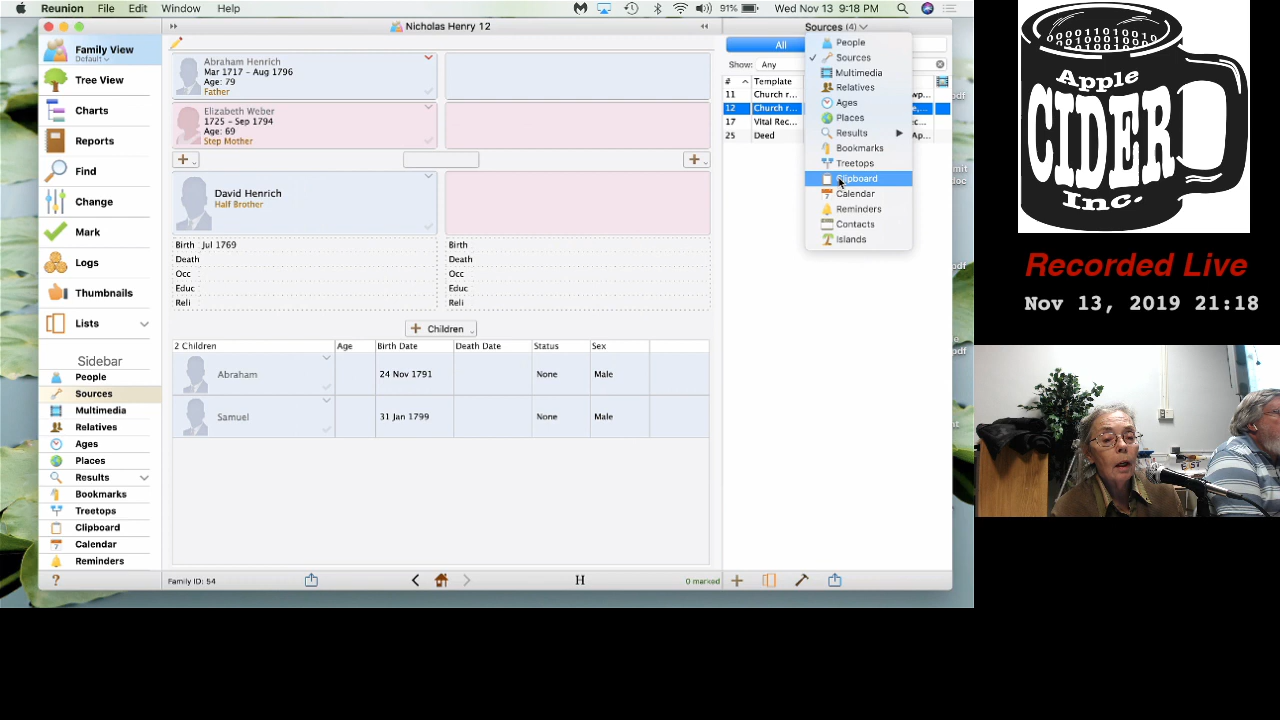 Reunion File Edit Window Help
91% Wed Nov 13 9:18 PM
Nicholas Henry 12
Sources (4)
Family View
Default
Tree View
Charts
Reports
Find
Change
Mark
Logs
Thumbnails
Lists
Sidebar
People
Sources
Multimedia
Relatives
Ages
Places
Results
Bookmarks
Treetops
Clipboard
Calendar
Reminders
?
Abraham Henrich
Mar 1717 – Aug 1796
Age: 79
Father
Elizabeth Weber
1725 – Sep 1794
Age: 69
Step Mother
David Henrich
Half Brother
Birth Jul 1769
Death
Occ
Educ
Reli
Birth
Death
Occ
Educ
Reli
Children
2 Children Age Birth Date Death Date Status Sex
Abraham 24 Nov 1791 None Male
Samuel 31 Jan 1799 None Male
Family ID: 54
H
0 marked
All
Show: Any
# Template
11 Church r...
12 Church r...
17 Vital Rec...
25 Deed
People
Sources
Multimedia
Relatives
Ages
Places
Results
Bookmarks
Treetops
Clipboard
Calendar
Reminders
Contacts
Islands
Apple
CIDER
Inc.
Recorded Live
Nov 13, 2019 21:18